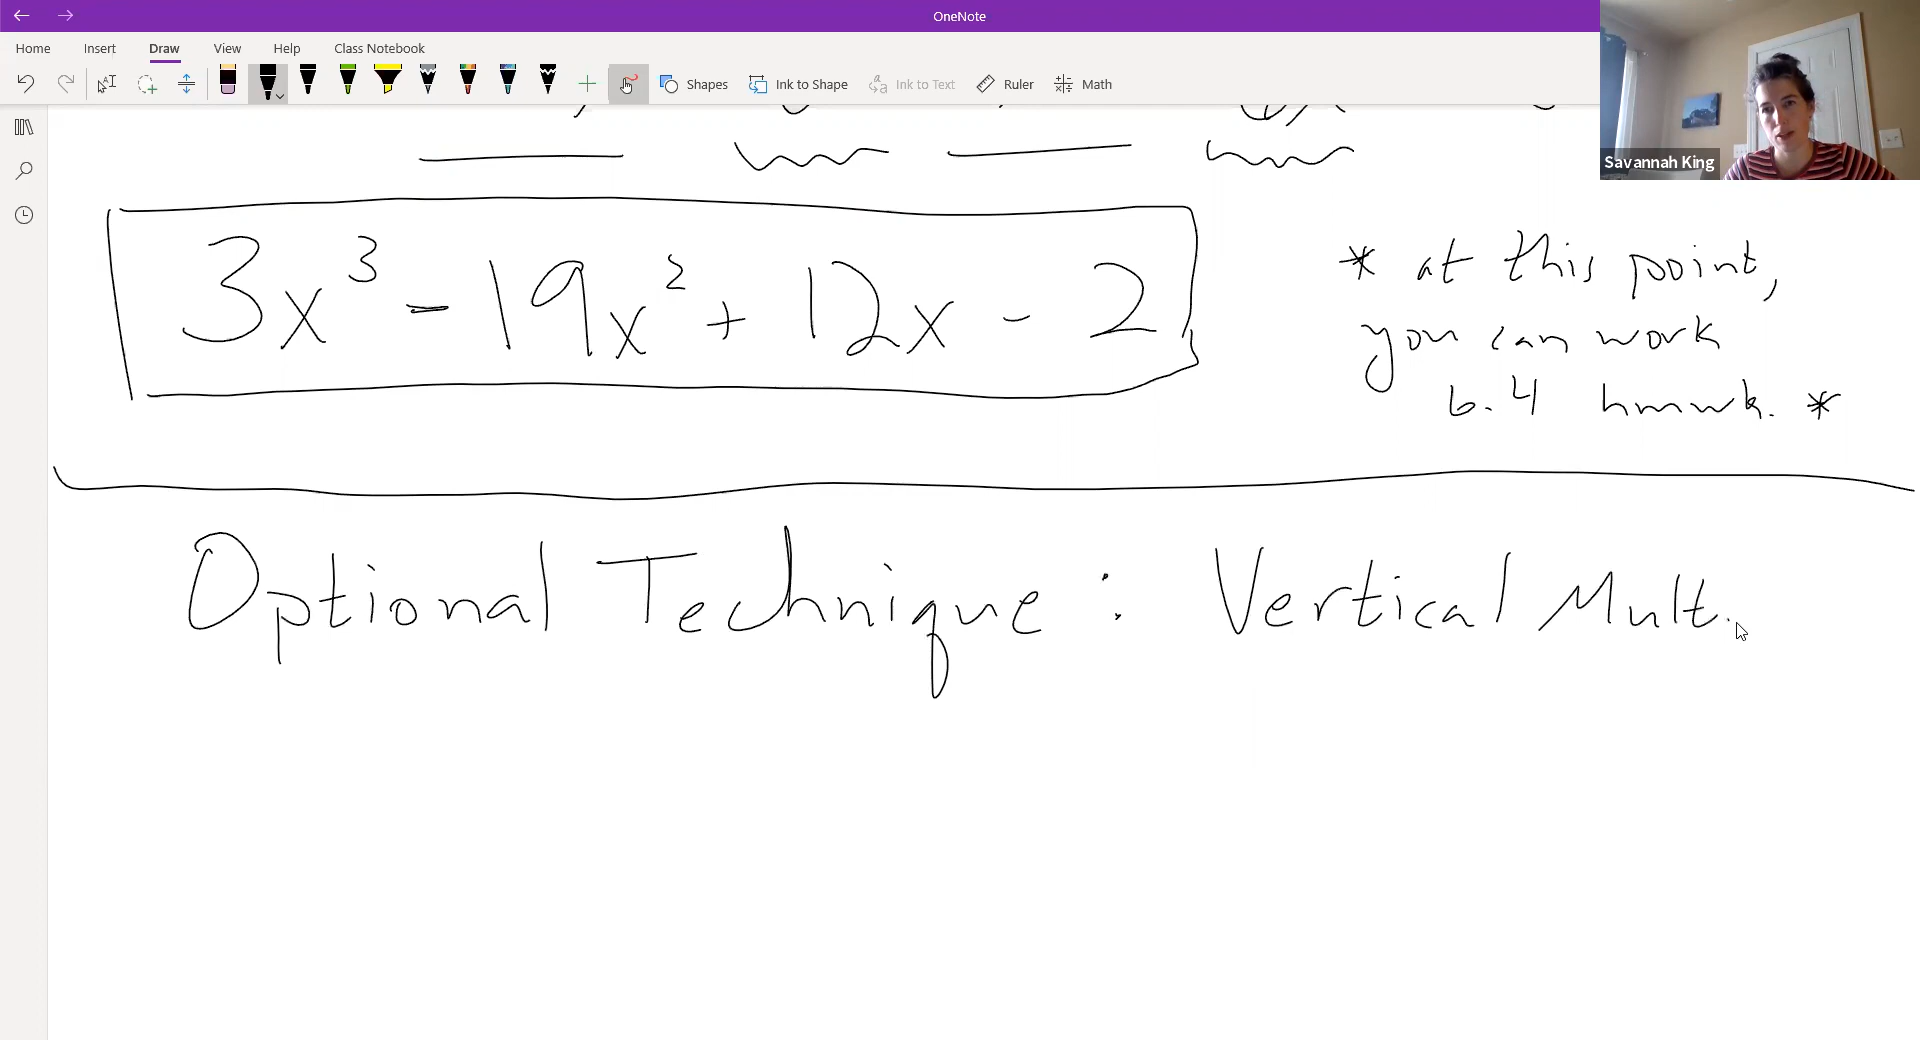 OneNote
Home Insert Draw View Help Class Notebook
Shapes Ink to Shape Ink to Text Ruler Math
Savannah King
3x³ - 19x² + 12x - 2
* at this point,
you can work
6.4 hmwk. *
Optional Technique: Vertical Mult.